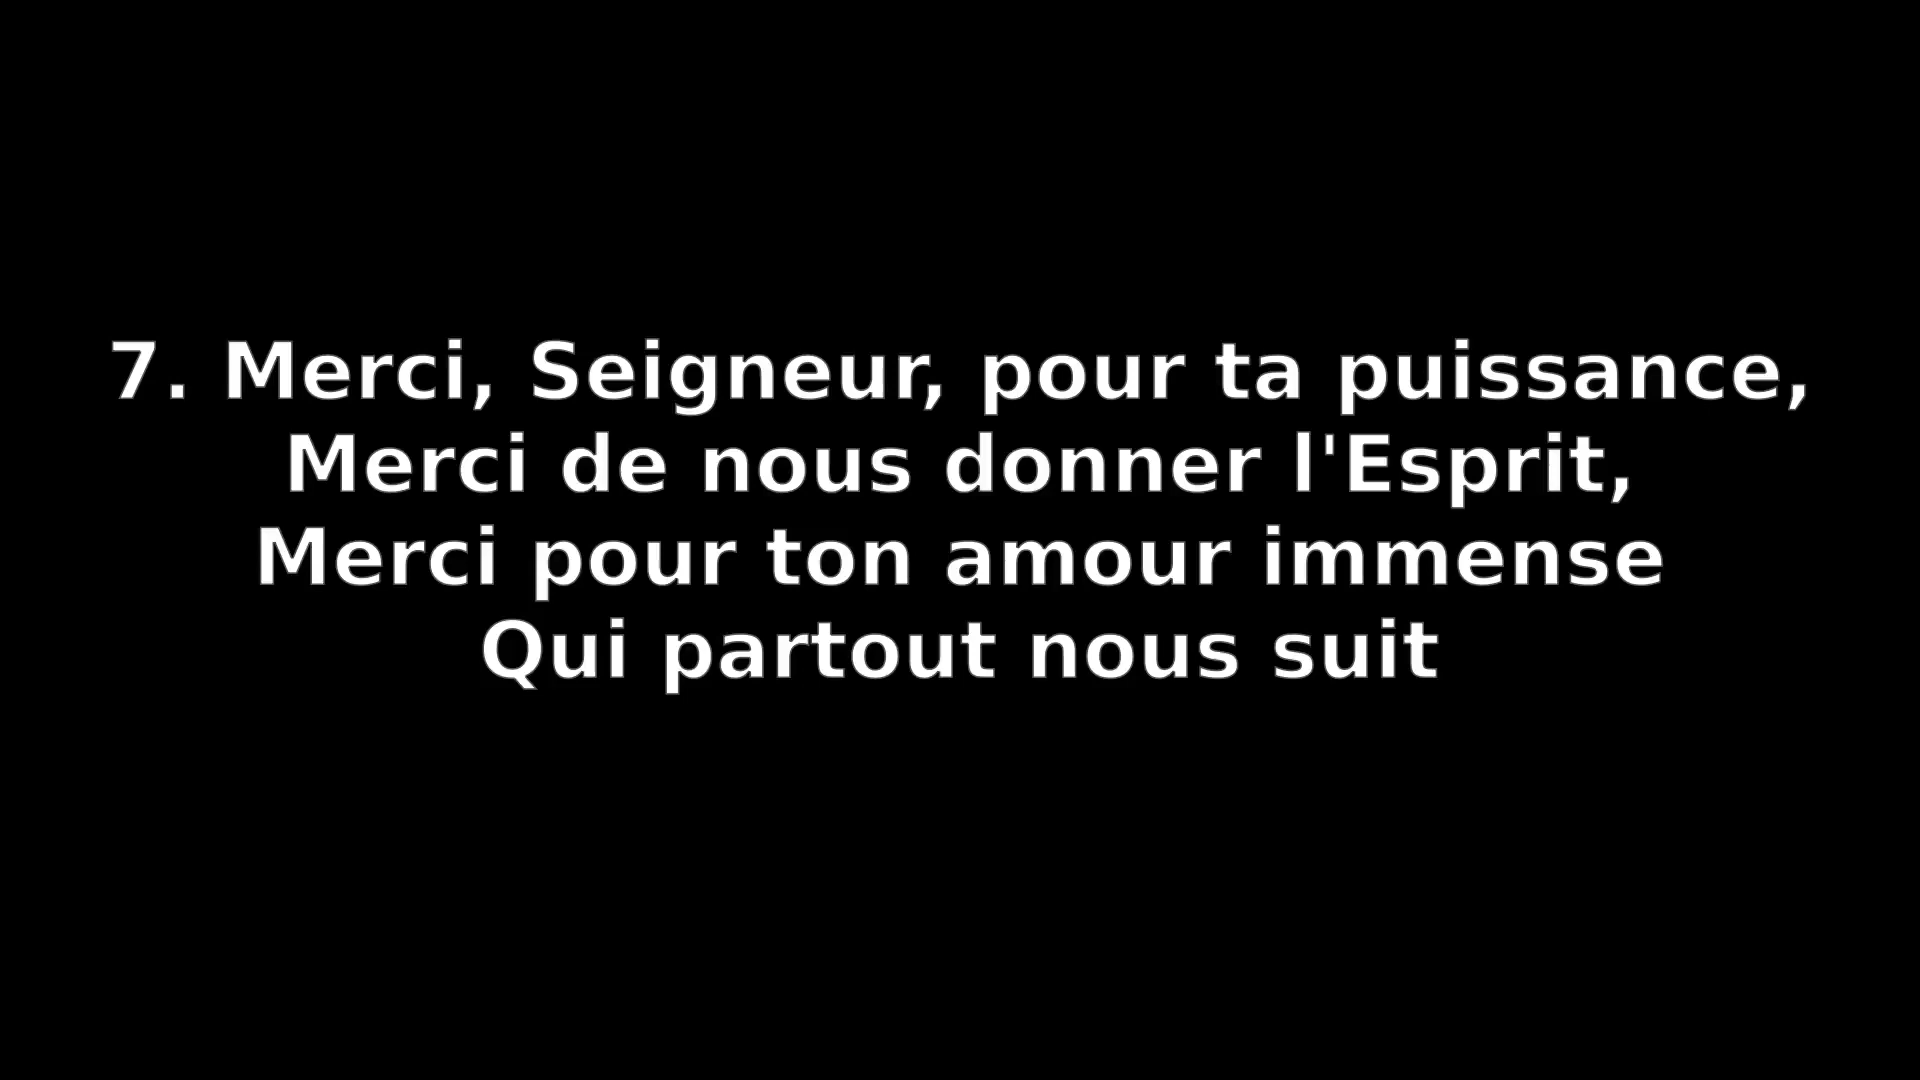 7. Merci, Seigneur, pour ta puissance,
Merci de nous donner l'Esprit,
Merci pour ton amour immense
Qui partout nous suit